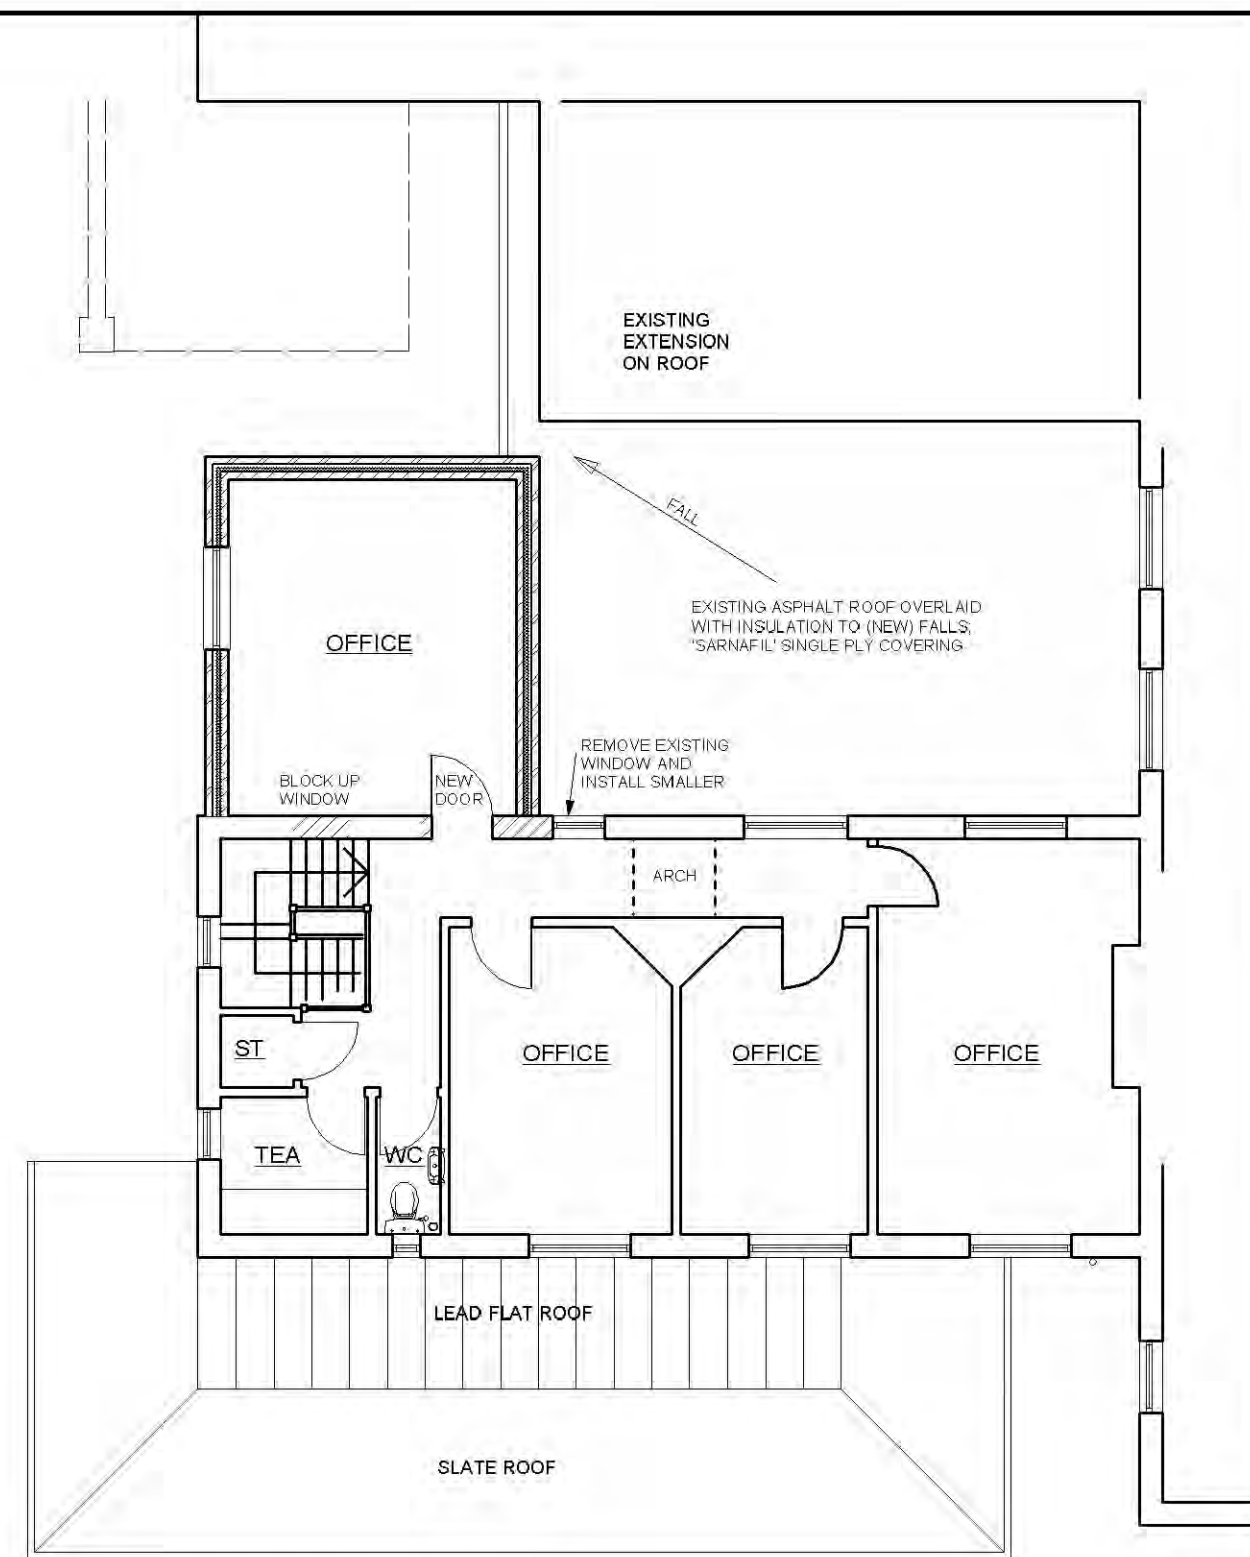 EXISTING
EXTENSION
ON ROOF
FALL
EXISTING ASPHALT ROOF OVERLAID
WITH INSULATION TO (NEW) FALLS,
'SARNAFIL' SINGLE PLY COVERING
OFFICE
REMOVE EXISTING
WINDOW AND
INSTALL SMALLER
BLOCK UP
WINDOW
NEW
DOOR
ARCH
ST
OFFICE
OFFICE
OFFICE
TEA
WC
LEAD FLAT ROOF
SLATE ROOF